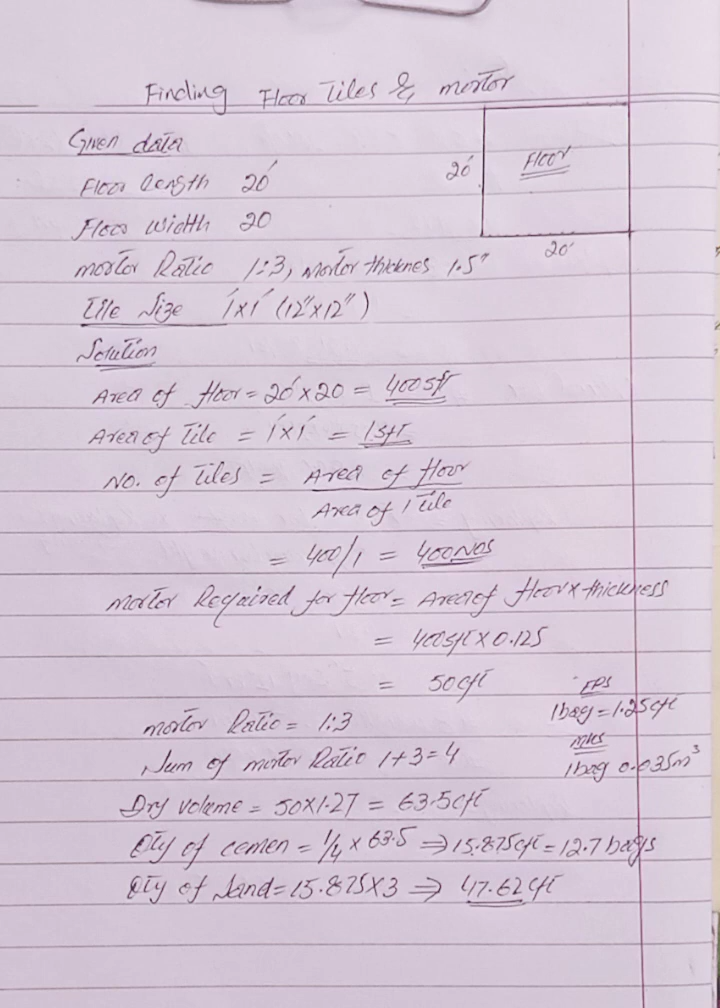 Finding Floor Tiles & mortor
Given data
Floor length 20'
Floor width 20
20'
Floor
20'
mortor Ratio 1:3, mortor thicknes 1.5"
Tile Size 1'x1' (12"x12")
Solution
Area of floor = 20'x20 = 400sft
Area of Tile = 1'x1' = 1sft
No. of Tiles = Area of floor
Area of 1 Tile
= 400/1 = 400Nos
mortor Required for floor = Area of floor x thickness
= 400sft x 0.125
= 50cft
FPS
1bag = 1.25cft
MKS
1bag 0.035m³
mortor Ratio = 1:3
Sum of mortor Ratio 1+3=4
Dry volume = 50x1.27 = 63.5cft
Qty of cemen = 1/4 x 63.5 ⇒ 15.875cft = 12.7 bags
Qty of Sand = 15.875x3 ⇒ 47.62cft